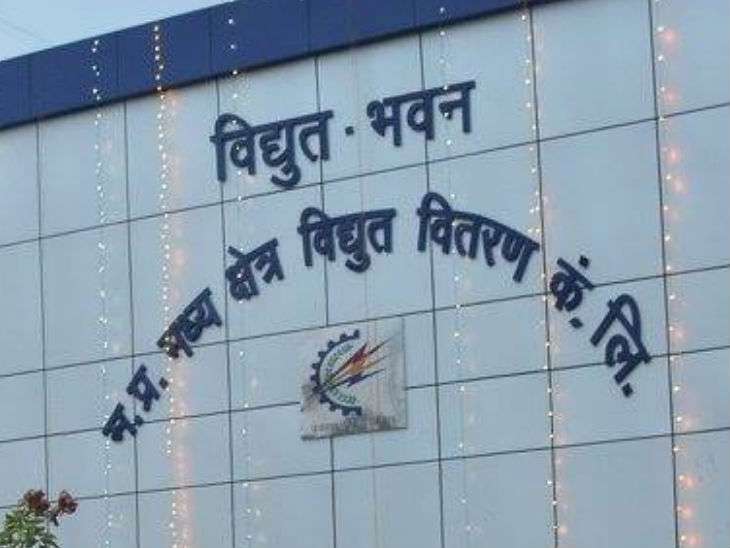 विद्युत · भवन
म.प्र. मध्य क्षेत्र विद्युत वितरण कं. लि.